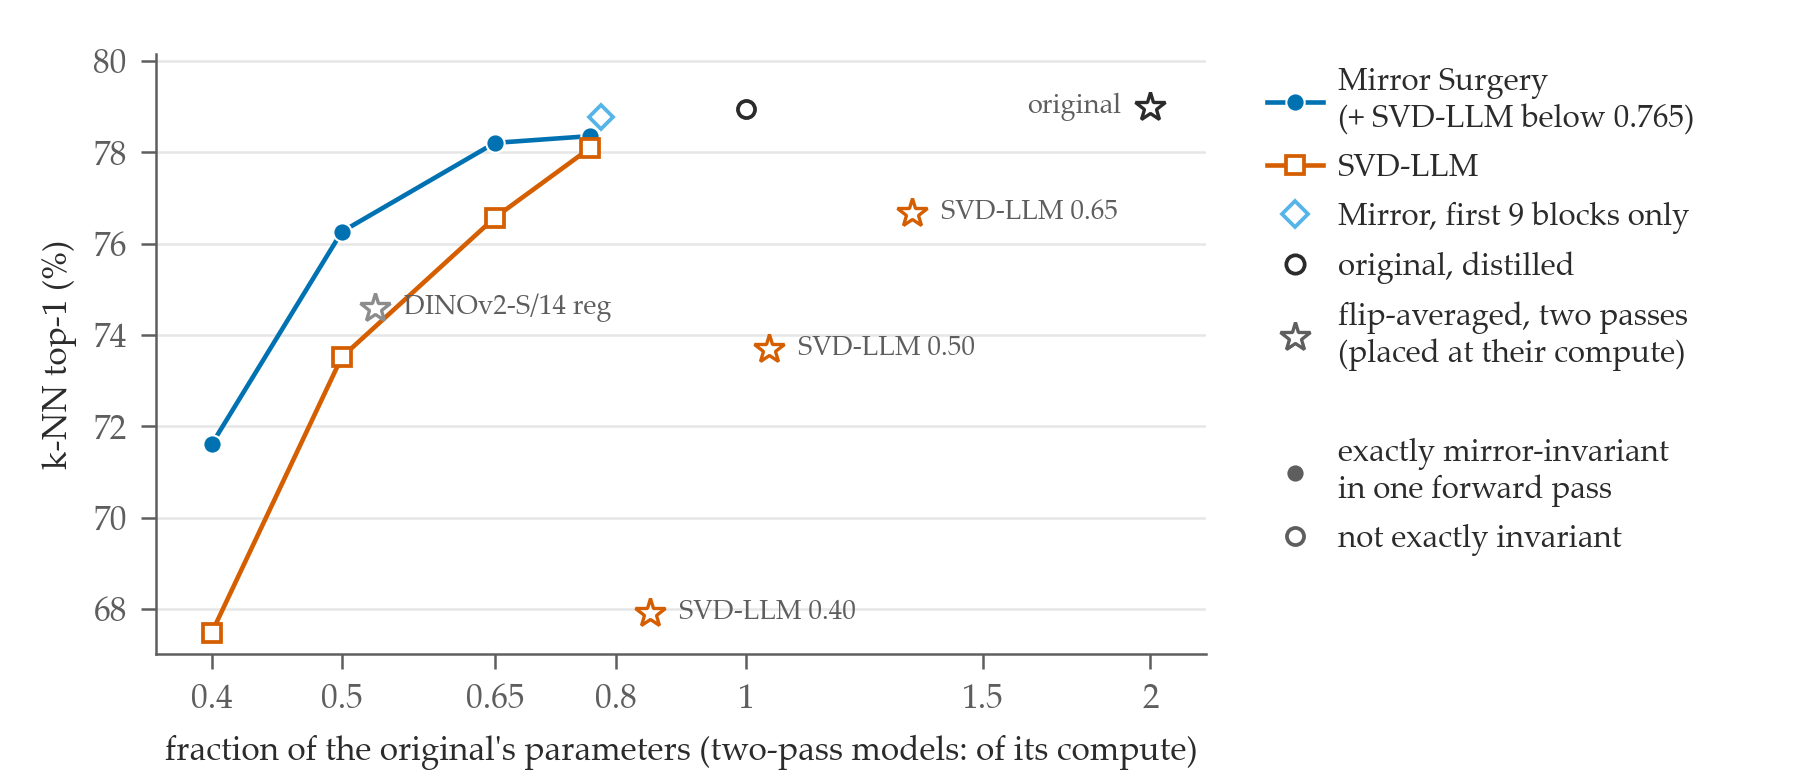 80
78
76
74
72
70
68
k-NN top-1 (%)
original
SVD-LLM 0.65
DINOv2-S/14 reg
SVD-LLM 0.50
SVD-LLM 0.40
0.4 0.5 0.65 0.8 1 1.5 2
fraction of the original's parameters (two-pass models: of its compute)
Mirror Surgery
(+ SVD-LLM below 0.765)
SVD-LLM
Mirror, first 9 blocks only
original, distilled
flip-averaged, two passes
(placed at their compute)
exactly mirror-invariant
in one forward pass
not exactly invariant